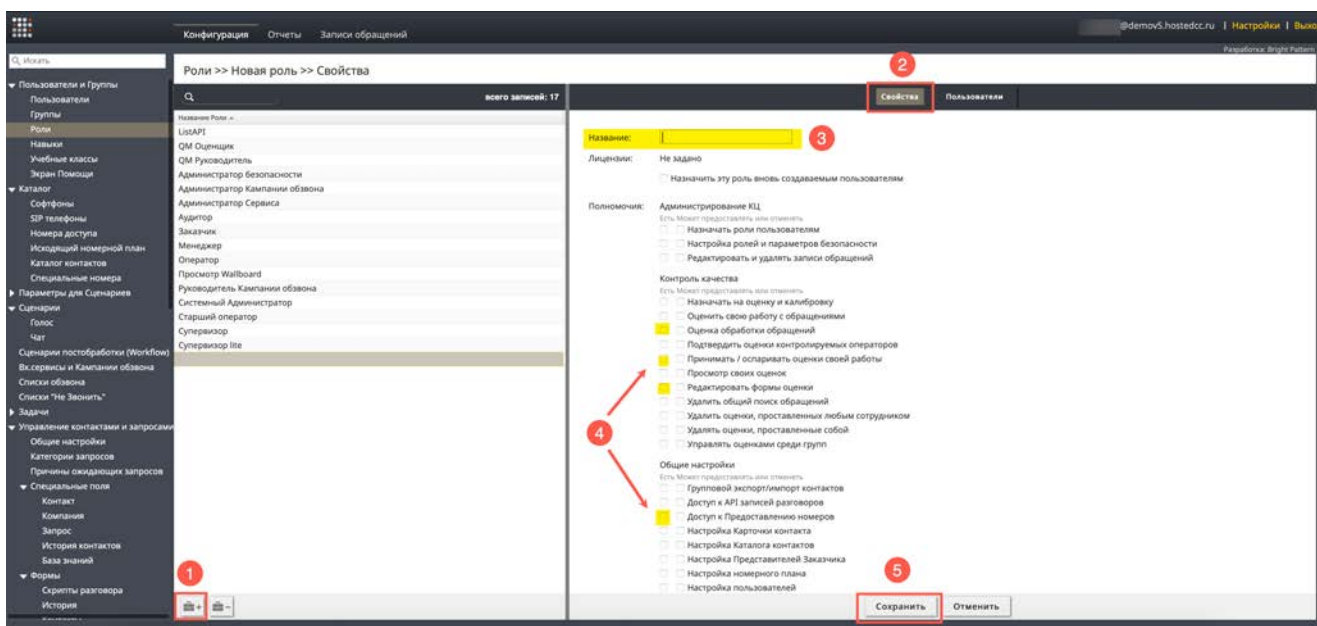 @demov5.hostedcc.ru | Настройки | Выхо
Конфигурация Отчеты Записи обращений
Разработка: Bright Pattern
Искать
Пользователи и Группы
Пользователи
Группы
Роли
Навыки
Учебные классы
Экран Помощи
Каталог
Софтфоны
SIP телефоны
Номера доступа
Исходящий номерной план
Каталог контактов
Специальные номера
Параметры для Сценариев
Сценарии
Голос
Чат
Сценарии постобработки (Workflow)
Вх.сервисы и Кампании обзвона
Списки обзвона
Списки "Не Звонить"
Задачи
Управление контактами и запросами
Общие настройки
Категории запросов
Причины ожидающих запросов
Специальные поля
Контакт
Компания
Запрос
История контактов
База знаний
Формы
Скрипты разговора
История
Роли >> Новая роль >> Свойства
всего записей: 17
Название Роли
ListAPI
QM Оценщик
QM Руководитель
Администратор безопасности
Администратор Кампании обзвона
Администратор Сервиса
Аудитор
Заказчик
Менеджер
Оператор
Просмотр Wallboard
Руководитель Кампании обзвона
Системный Администратор
Старший оператор
Супервизор
Супервизор lite
1
2
Свойства Пользователи
Название: 3
Лицензии: Не задано
Назначить эту роль вновь создаваемым пользователям
Полномочия: Администрирование КЦ
Есть Может предоставлять или отменять
Назначать роли пользователям
Настройка ролей и параметров безопасности
Редактировать и удалять записи обращений
Контроль качества
Есть Может предоставлять или отменять
Назначать на оценку и калибровку
Оценить свою работу с обращениями
Оценка обработки обращений
Подтвердить оценки контролируемых операторов
Принимать / оспаривать оценки своей работы
Просмотр своих оценок
Редактировать формы оценки
Удалить общий поиск обращений
Удалить оценки, проставленных любым сотрудником
Удалять оценки, проставленные собой
4
Управлять оценками среди групп
Общие настройки
Есть Может предоставлять или отменять
Групповой экспорт/импорт контактов
Доступ к API записей разговоров
Доступ к Предоставлению номеров
Настройка Карточки контакта
Настройка Каталога контактов
Настройка Представителей Заказчика
Настройка номерного плана
Настройка пользователей
5
Сохранить Отменить